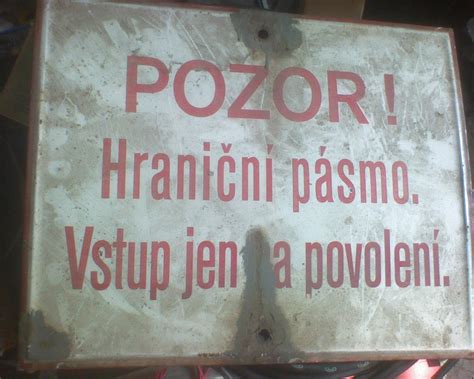 POZOR!
Hraniční pásmo.
Vstup jen a povolení.